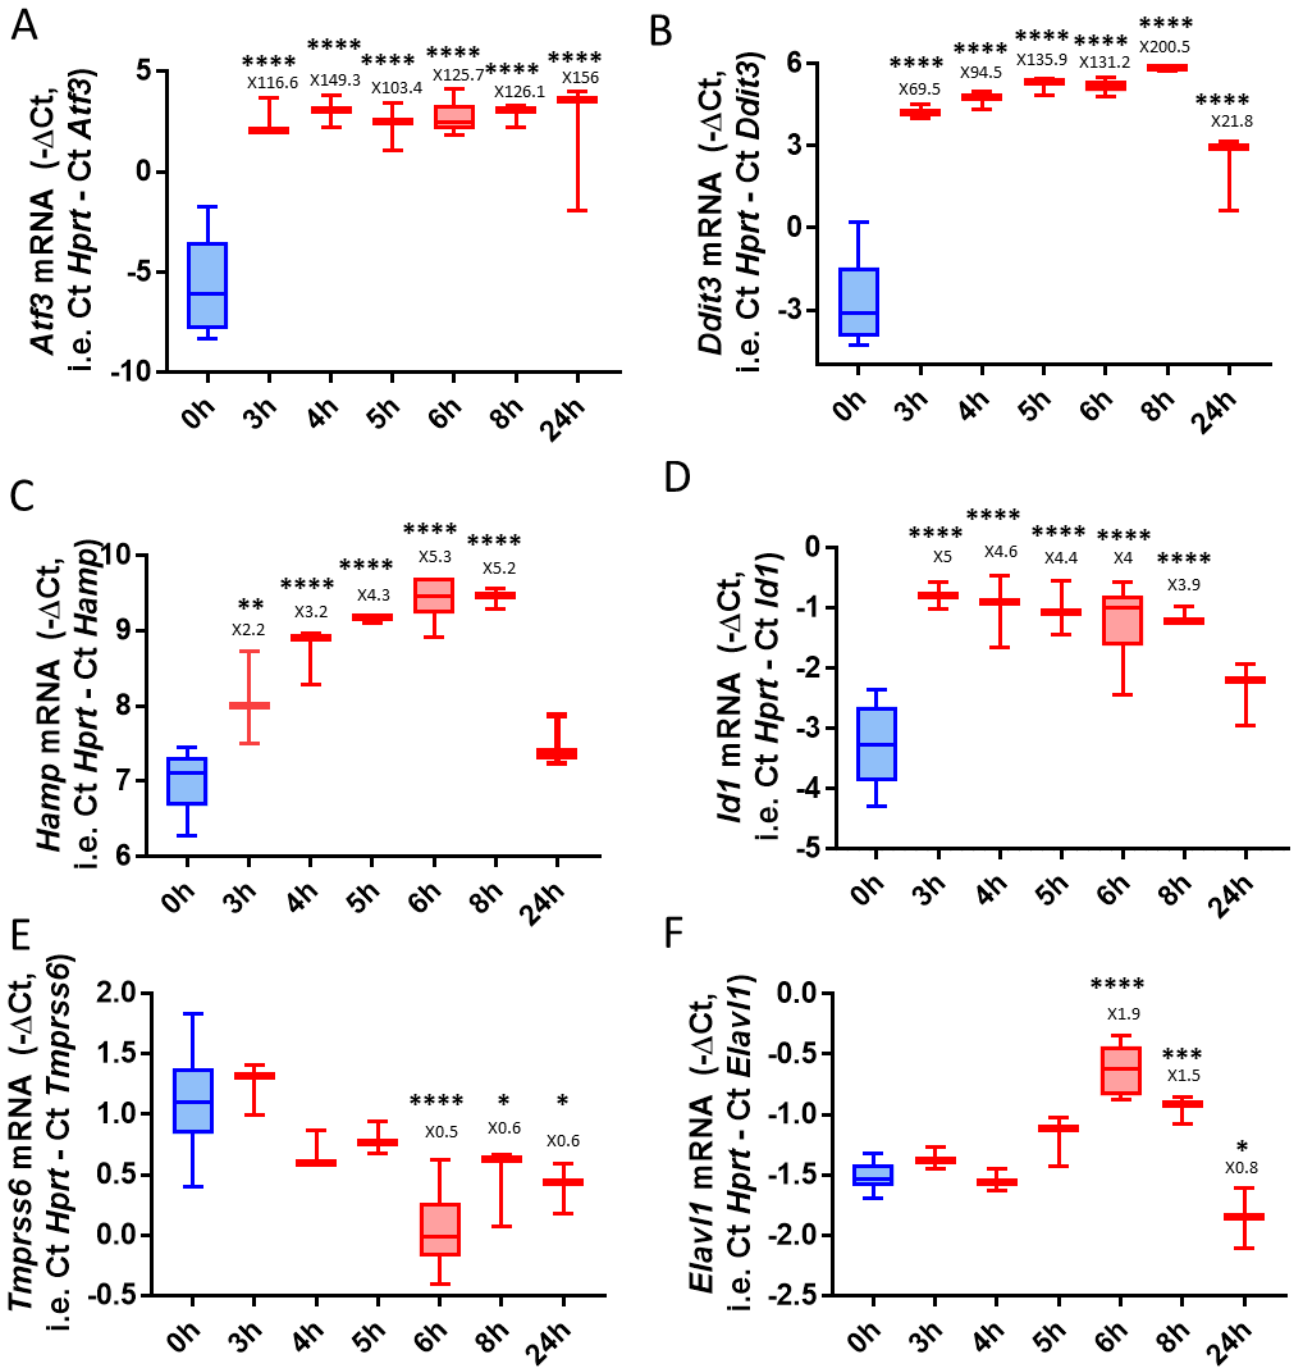 A
Atf3 mRNA (-ΔCt,
i.e. Ct Hprt - Ct Atf3)
5
0
-5
-10
****
X116.6
****
X149.3
****
X103.4
****
X125.7
****
X126.1
****
X156
0h 3h 4h 5h 6h 8h 24h
B
Ddit3 mRNA (-ΔCt,
i.e. Ct Hprt - Ct Ddit3)
6
3
0
-3
****
X69.5
****
X94.5
****
X135.9
****
X131.2
****
X200.5
****
X21.8
0h 3h 4h 5h 6h 8h 24h
C
Hamp mRNA (-ΔCt,
i.e. Ct Hprt - Ct Hamp)
10
9
8
7
6
**
X2.2
****
X3.2
****
X4.3
****
X5.3
****
X5.2
0h 3h 4h 5h 6h 8h 24h
D
Id1 mRNA (-ΔCt,
i.e. Ct Hprt - Ct Id1)
0
-1
-2
-3
-4
-5
****
X5
****
X4.6
****
X4.4
****
X4
****
X3.9
0h 3h 4h 5h 6h 8h 24h
E
Tmprss6 mRNA (-ΔCt,
i.e. Ct Hprt - Ct Tmprss6)
2.0
1.5
1.0
0.5
0.0
-0.5
****
X0.5
*
X0.6
*
X0.6
0h 3h 4h 5h 6h 8h 24h
F
Elavl1 mRNA (-ΔCt,
i.e. Ct Hprt - Ct Elavl1)
0.0
-0.5
-1.0
-1.5
-2.0
-2.5
****
X1.9
***
X1.5
*
X0.8
0h 3h 4h 5h 6h 8h 24h